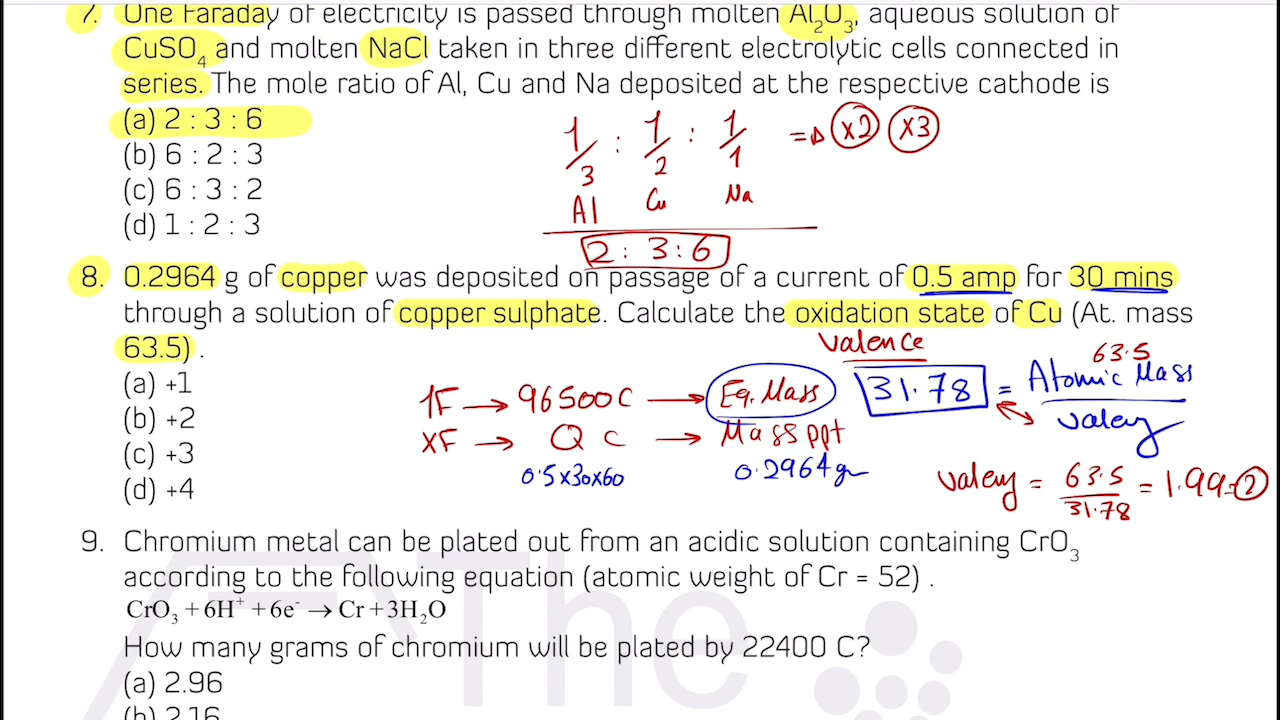 7. One Faraday of electricity is passed through molten Al₂O₃, aqueous solution of
CuSO₄ and molten NaCl taken in three different electrolytic cells connected in
series. The mole ratio of Al, Cu and Na deposited at the respective cathode is
(a) 2 : 3 : 6
(b) 6 : 2 : 3
(c) 6 : 3 : 2
(d) 1 : 2 : 3
1/3 : 1/2 : 1/1 ⇒ ×2 ×3
Al Cu Na
2 : 3 : 6
8. 0.2964 g of copper was deposited on passage of a current of 0.5 amp for 30 mins
through a solution of copper sulphate. Calculate the oxidation state of Cu (At. mass
63.5) .
(a) +1
(b) +2
(c) +3
(d) +4
valence
1F → 96500C → Eq. Mass
XF → Q C → Mass ppt
0.5x30x60 0.2964
31.78 = Atomic Mass
63.5
= 63.5/31.78 = 1.99 = 2
9. Chromium metal can be plated out from an acidic solution containing CrO₃
according to the following equation (atomic weight of Cr = 52) .
CrO₃ + 6H⁺ + 6e⁻ → Cr + 3H₂O
How many grams of chromium will be plated by 22400 C?
(a) 2.96
(b) 2.16
The